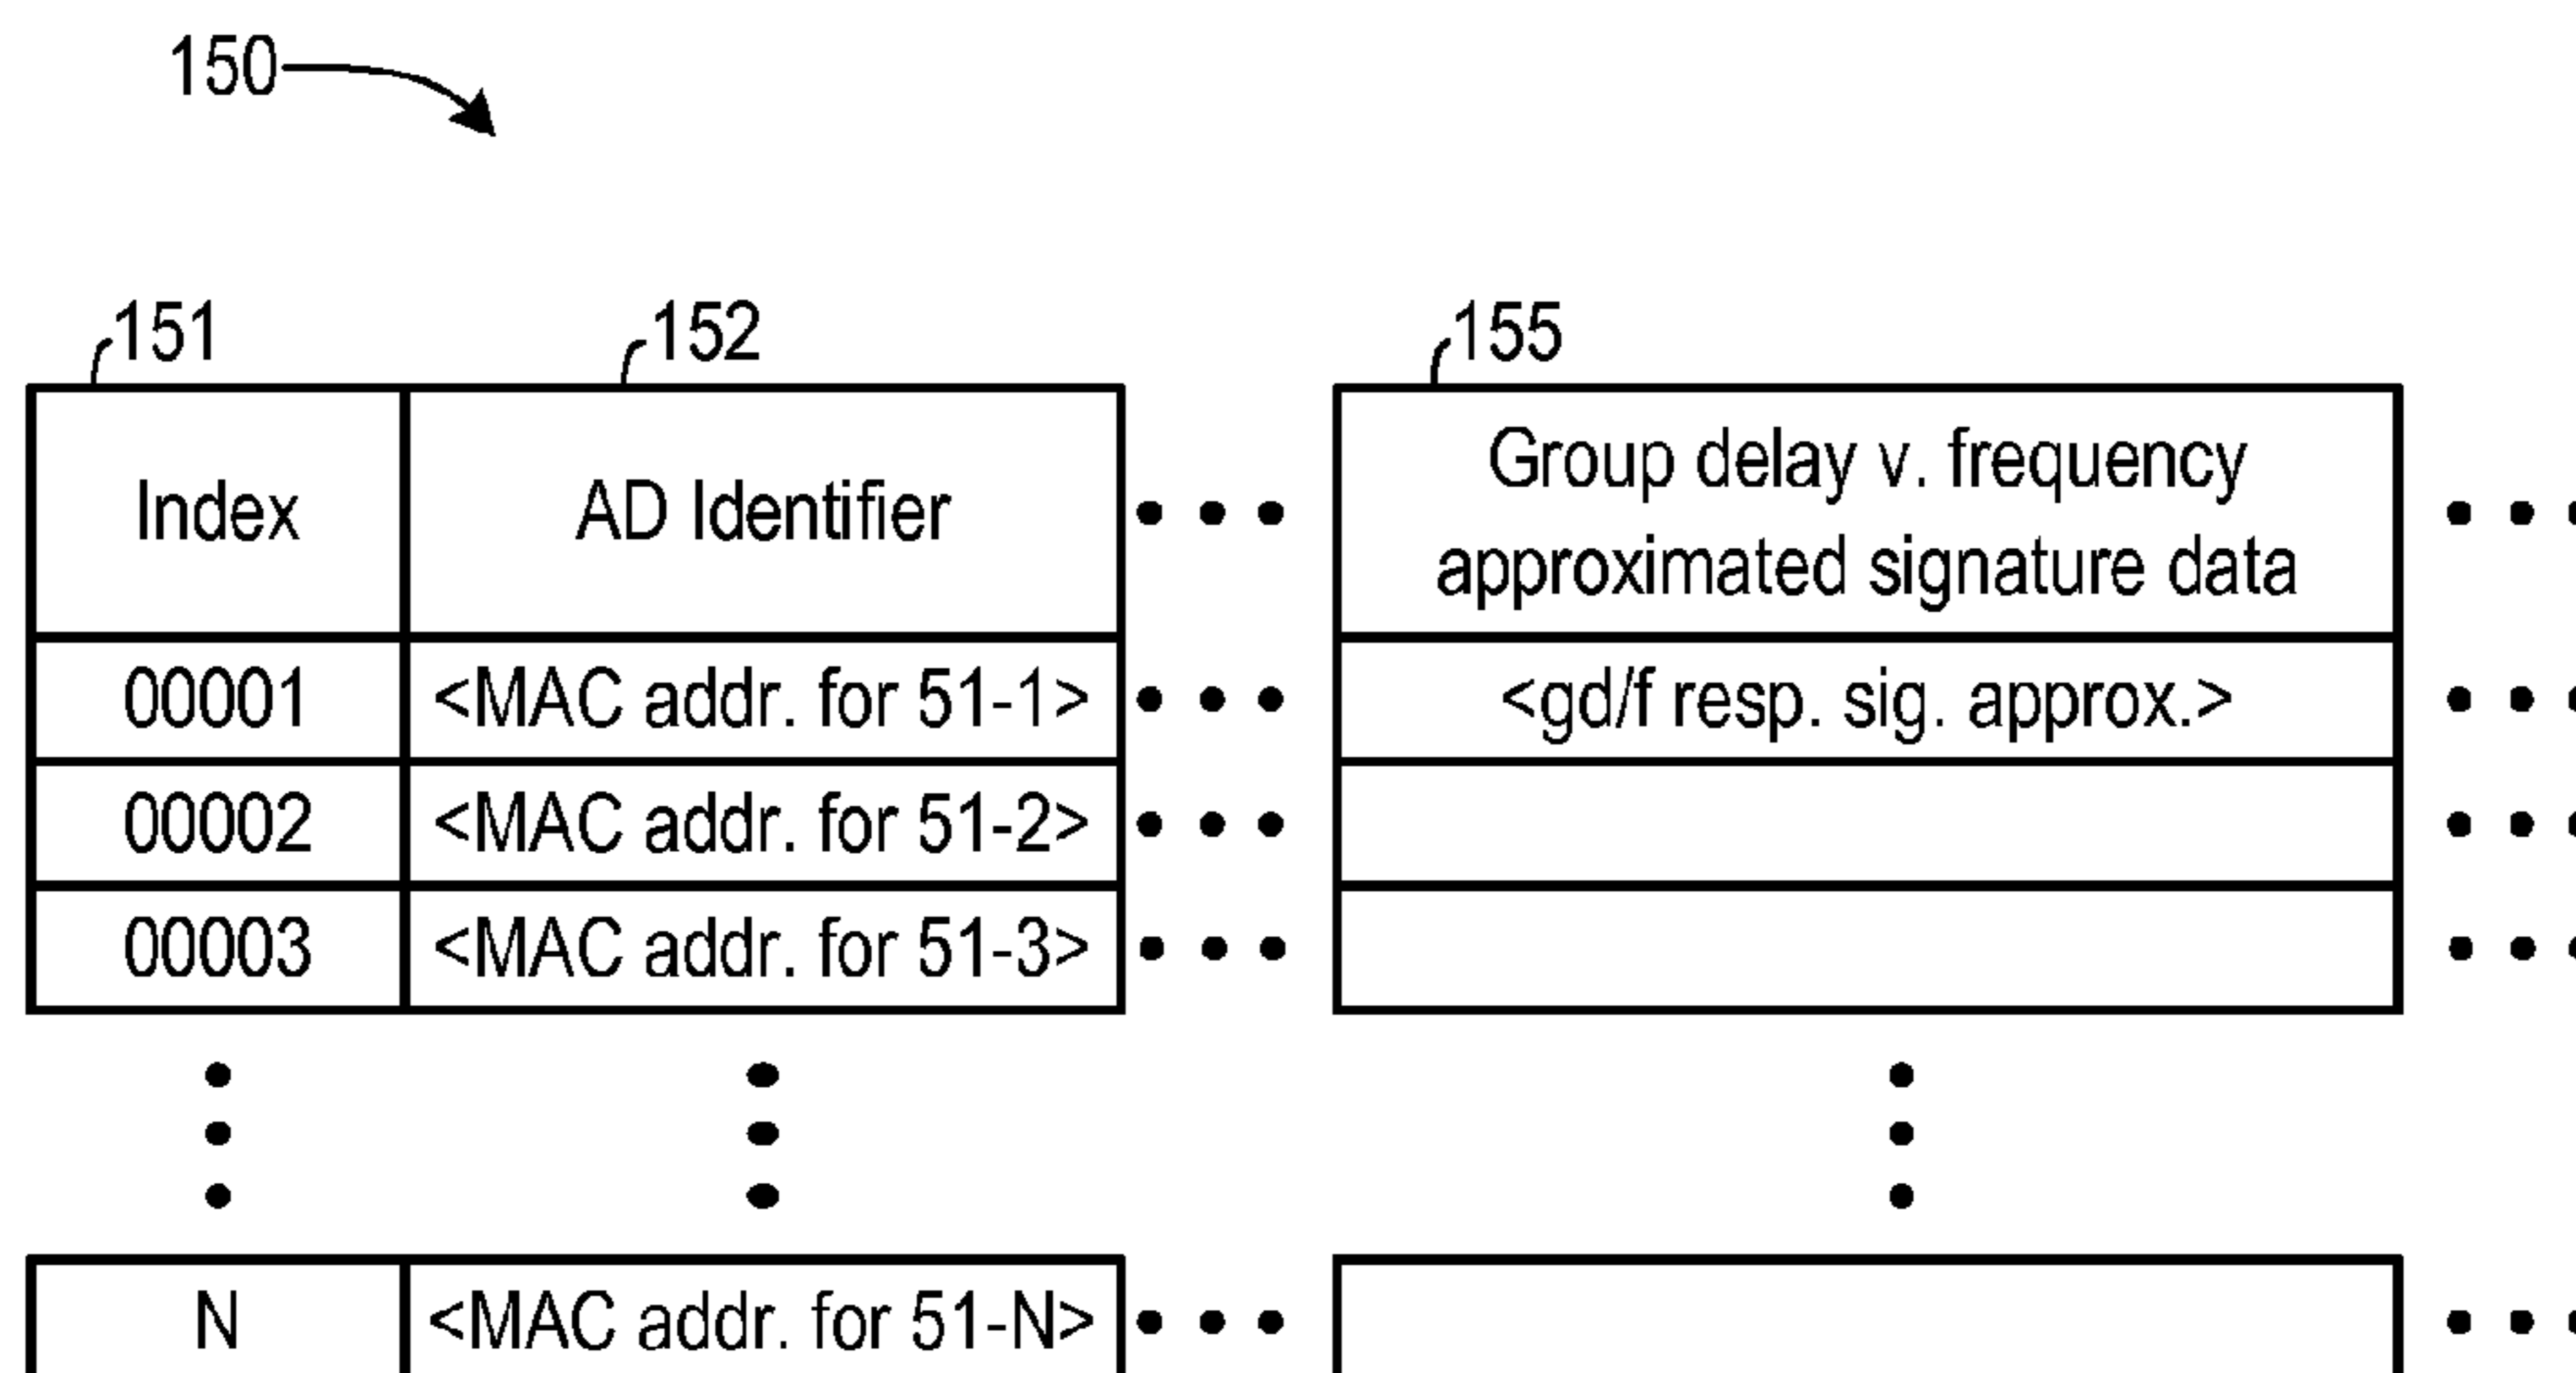 150
151
152
155
Index
AD Identifier
Group delay v. frequency
approximated signature data
00001
<MAC addr. for 51-1>
<gd/f resp. sig. approx.>
00002
<MAC addr. for 51-2>
00003
<MAC addr. for 51-3>
N
<MAC addr. for 51-N>